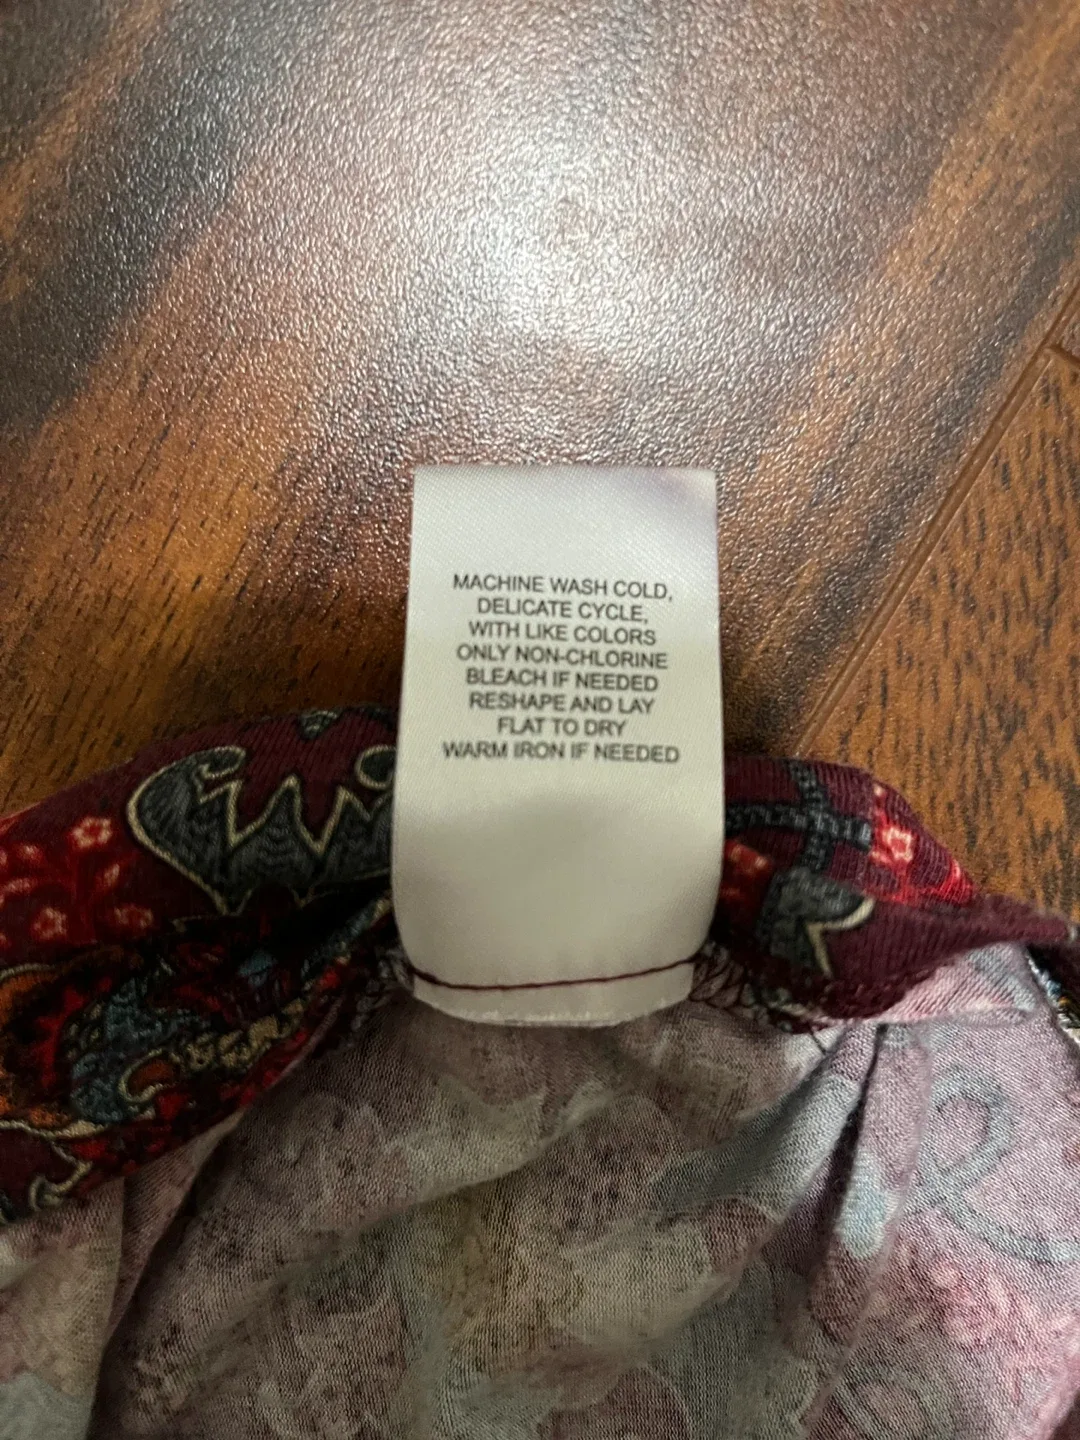 MACHINE WASH COLD,
DELICATE CYCLE,
WITH LIKE COLORS
ONLY NON-CHLORINE
BLEACH IF NEEDED
RESHAPE AND LAY
FLAT TO DRY
WARM IRON IF NEEDED